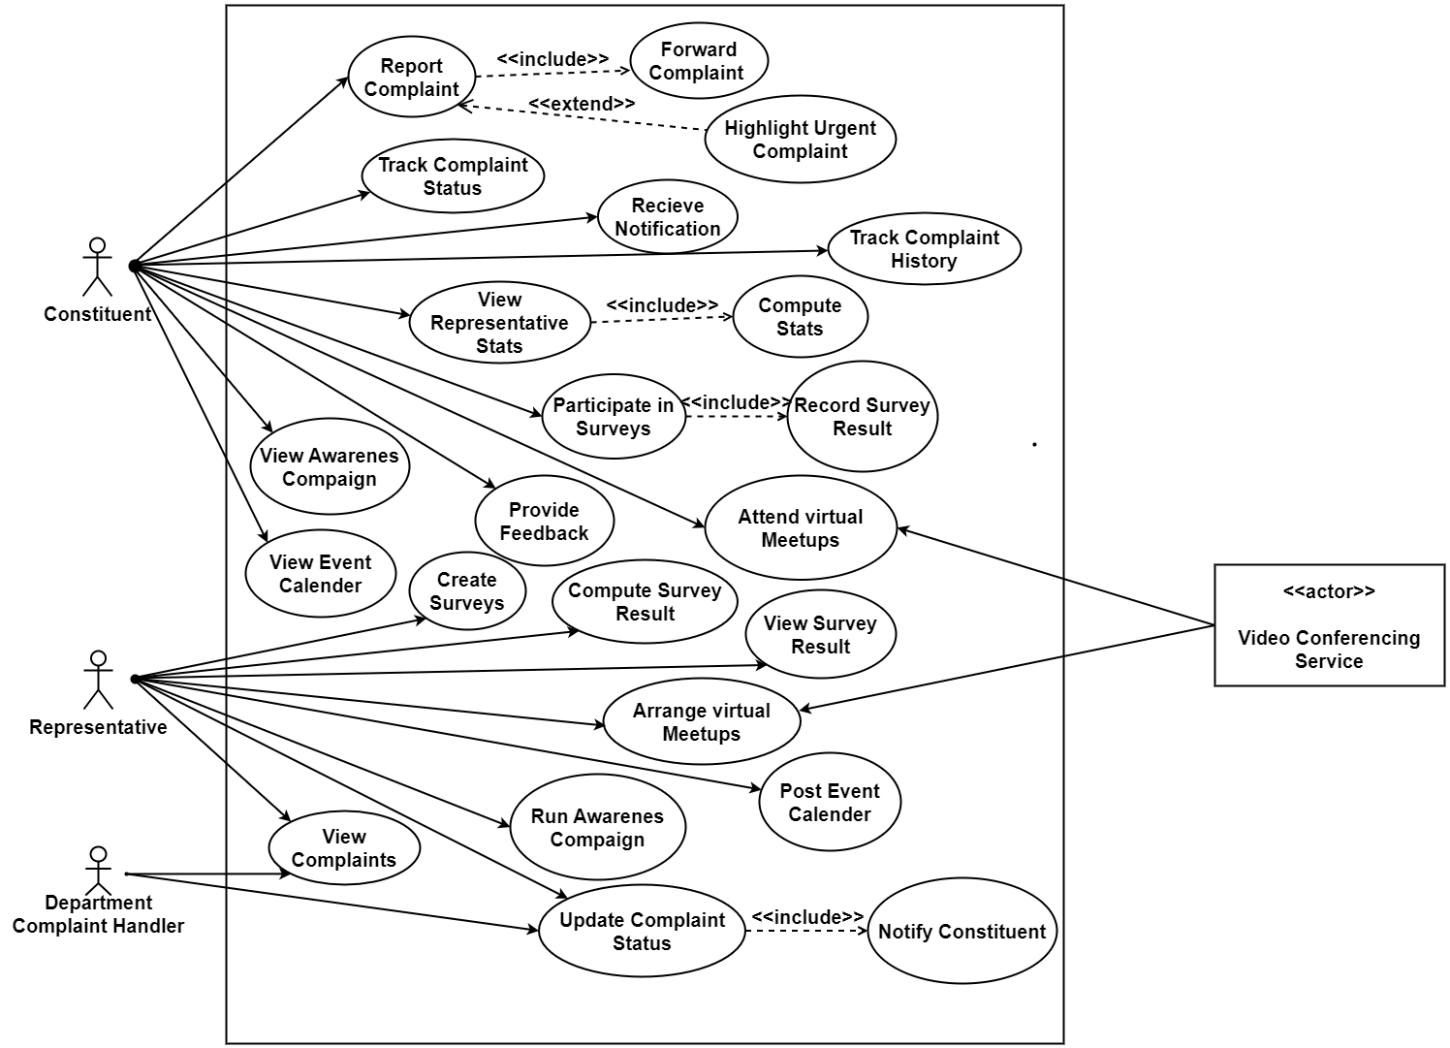 Report
Complaint
<<include>>
Forward
Complaint
<<extend>>
Highlight Urgent
Complaint
Track Complaint
Status
Recieve
Notification
Track Complaint
History
Constituent
View
Representative
Stats
<<include>>
Compute
Stats
Participate in
Surveys
<<include>>
Record Survey
Result
View Awarenes
Compaign
Provide
Feedback
Attend virtual
Meetups
View Event
Calender
Create
Surveys
Compute Survey
Result
View Survey
Result
<<actor>>
Video Conferencing
Service
Representative
Arrange virtual
Meetups
Post Event
Calender
Run Awarenes
Compaign
View
Complaints
Department
Complaint Handler
Update Complaint
Status
<<include>>
Notify Constituent